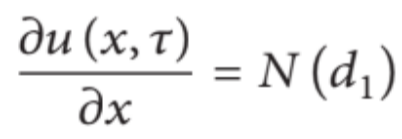 ∂u (x, τ) / ∂x = N (d₁)